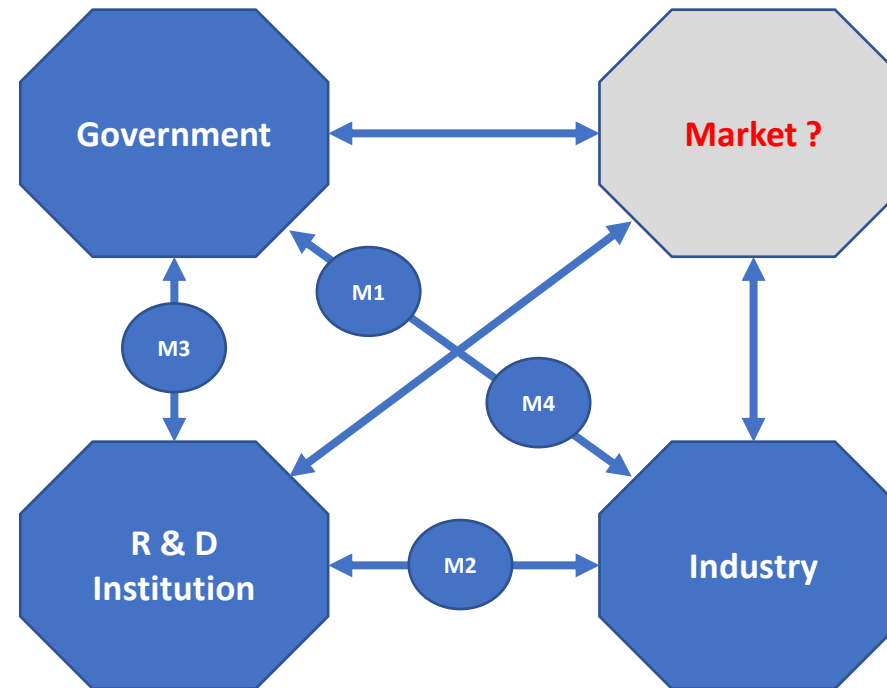 Government
Market ?
M1
M3
M4
R & D
Institution
M2
Industry